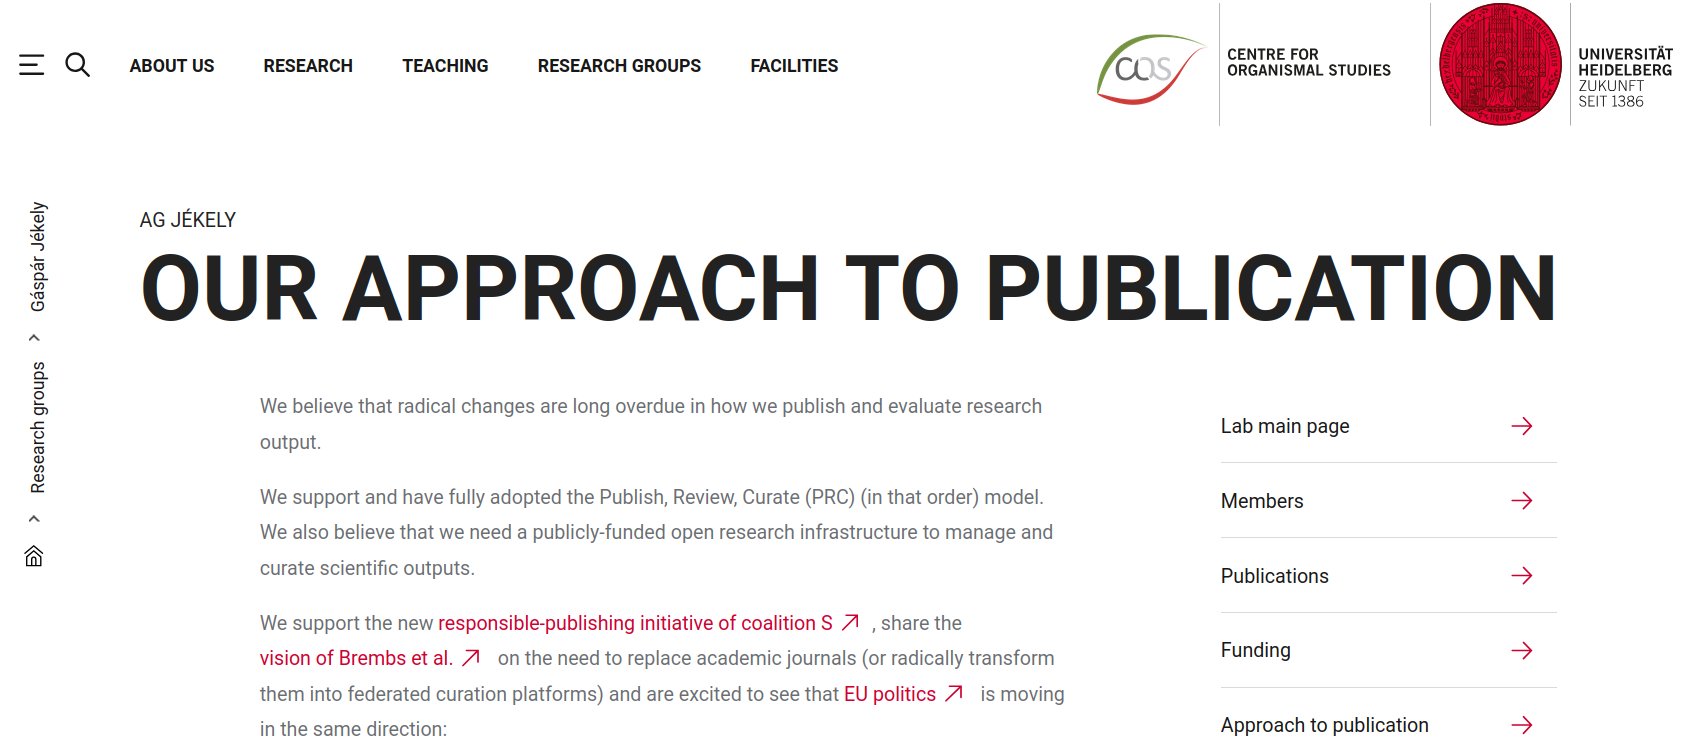 ABOUT US
RESEARCH
TEACHING
RESEARCH GROUPS
FACILITIES
COS
CENTRE FOR
ORGANISMAL STUDIES
UNIVERSITÄT
HEIDELBERG
ZUKUNFT
SEIT 1386
Gáspár Jékely
Research groups
AG JÉKELY
OUR APPROACH TO PUBLICATION
We believe that radical changes are long overdue in how we publish and evaluate research
output.
We support and have fully adopted the Publish, Review, Curate (PRC) (in that order) model.
We also believe that we need a publicly-funded open research infrastructure to manage and
curate scientific outputs.
We support the new responsible-publishing initiative of coalition S , share the
vision of Brembs et al. on the need to replace academic journals (or radically transform
them into federated curation platforms) and are excited to see that EU politics is moving
in the same direction:
Lab main page
Members
Publications
Funding
Approach to publication